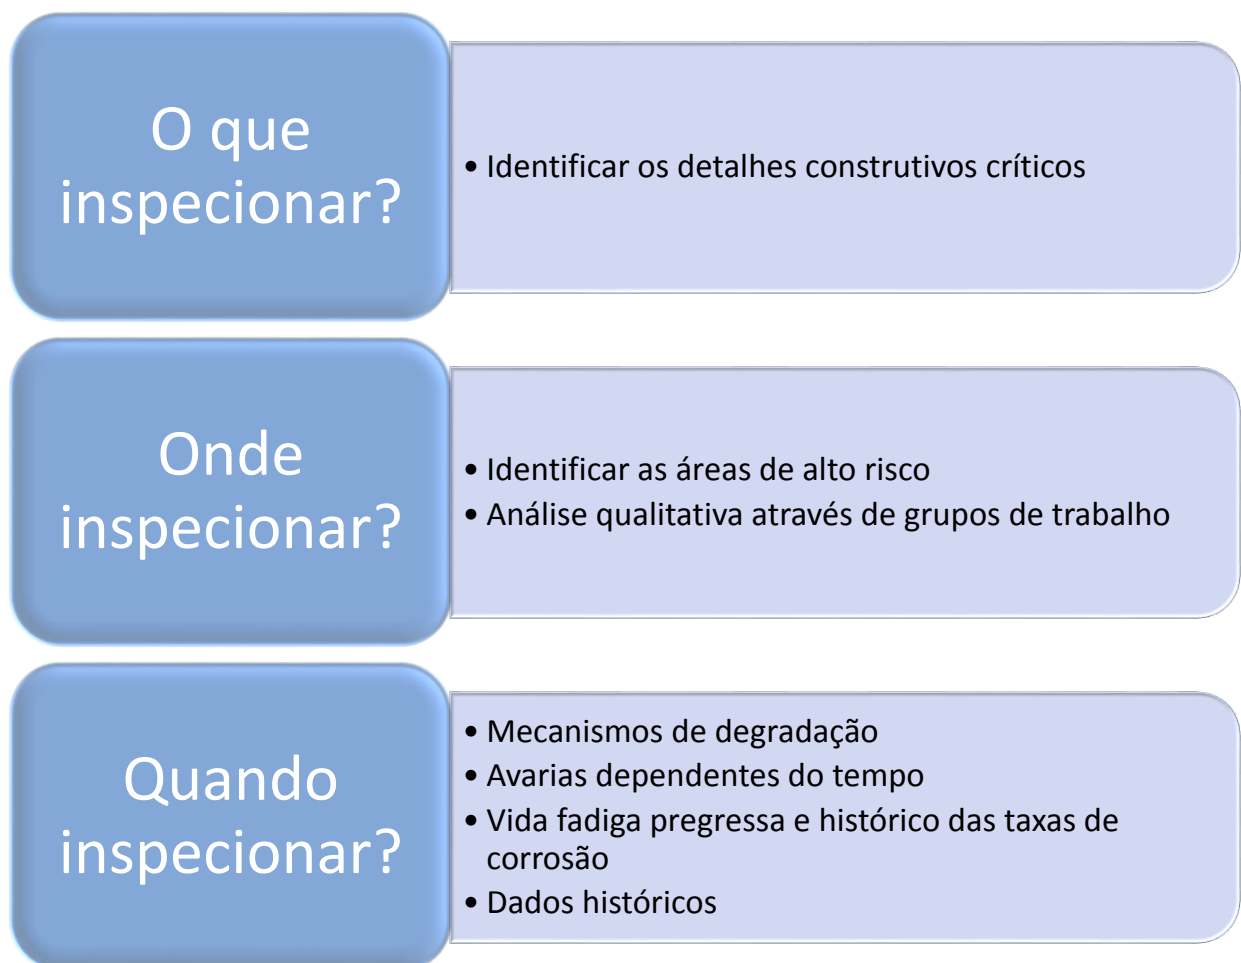 O que
inspecionar?
• Identificar os detalhes construtivos críticos
Onde
inspecionar?
• Identificar as áreas de alto risco
• Análise qualitativa através de grupos de trabalho
Quando
inspecionar?
• Mecanismos de degradação
• Avarias dependentes do tempo
• Vida fadiga pregressa e histórico das taxas de
corrosão
• Dados históricos